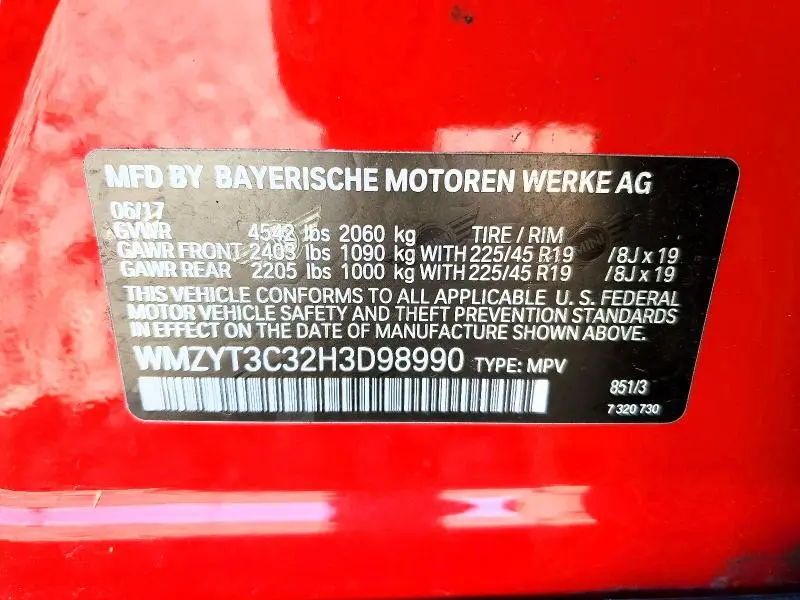 MFD BY BAYERISCHE MOTOREN WERKE AG
06/17
GVWR 4542 lbs 2060 kg TIRE / RIM
GAWR FRONT 2403 lbs 1090 kg WITH 225/45 R19 /8J x 19
GAWR REAR 2205 lbs 1000 kg WITH 225/45 R19 /8J x 19
THIS VEHICLE CONFORMS TO ALL APPLICABLE U.S. FEDERAL
MOTOR VEHICLE SAFETY AND THEFT PREVENTION STANDARDS
IN EFFECT ON THE DATE OF MANUFACTURE SHOWN ABOVE.
WMZYT3C32H3D98990 TYPE: MPV
851/3
7 320 730
MINI